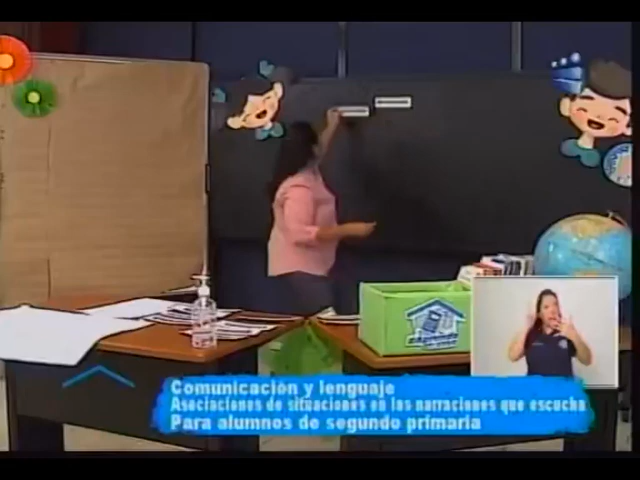 Comunicación y lenguaje
Asociaciones de situaciones en las narraciones que escucha
Para alumnos de segundo primaria